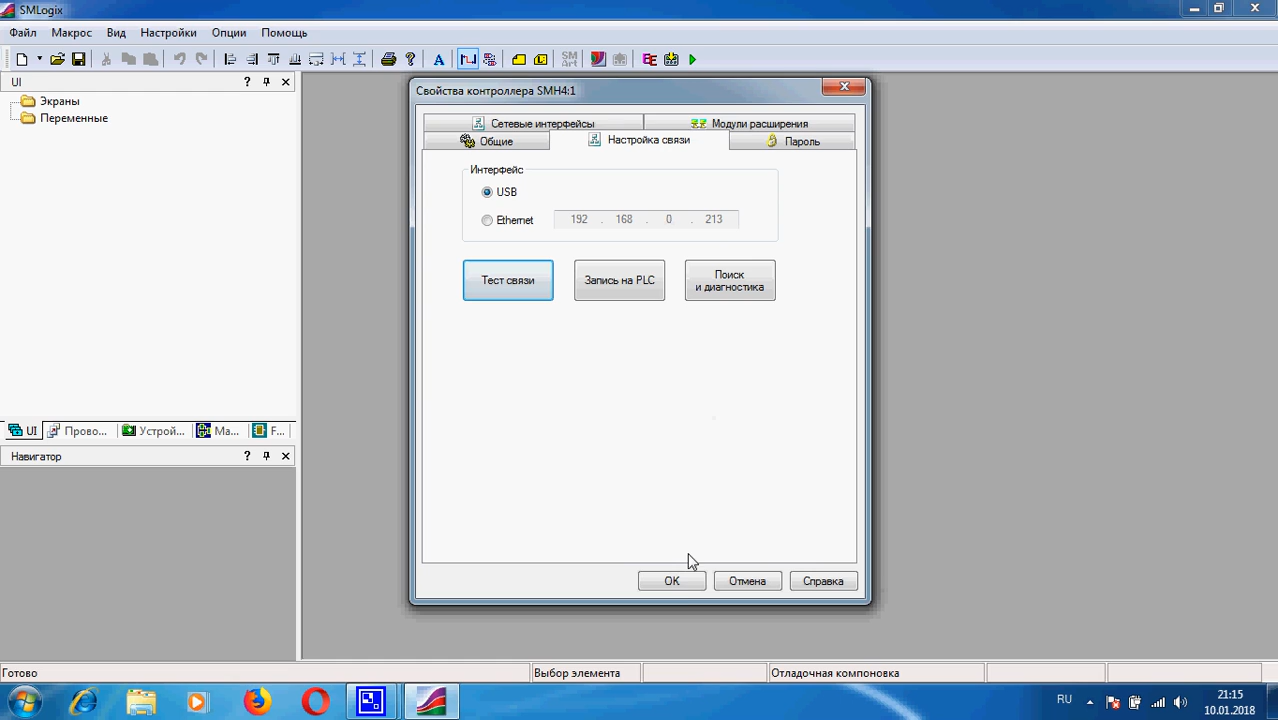 SMLogix
Файл Макрос Вид Настройки Опции Помощь
UI
Экраны
Переменные
UI Прово... Устрой... Ма... F...
Навигатор
Свойства контроллера SMH4:1
Сетевые интерфейсы Модули расширения
Общие Настройка связи Пароль
Интерфейс
USB
Ethernet 192 . 168 . 0 . 213
Тест связи Запись на PLC Поиск
и диагностика
OK Отмена Справка
Готово Выбор элемента Отладочная компоновка
RU 21:15
10.01.2018